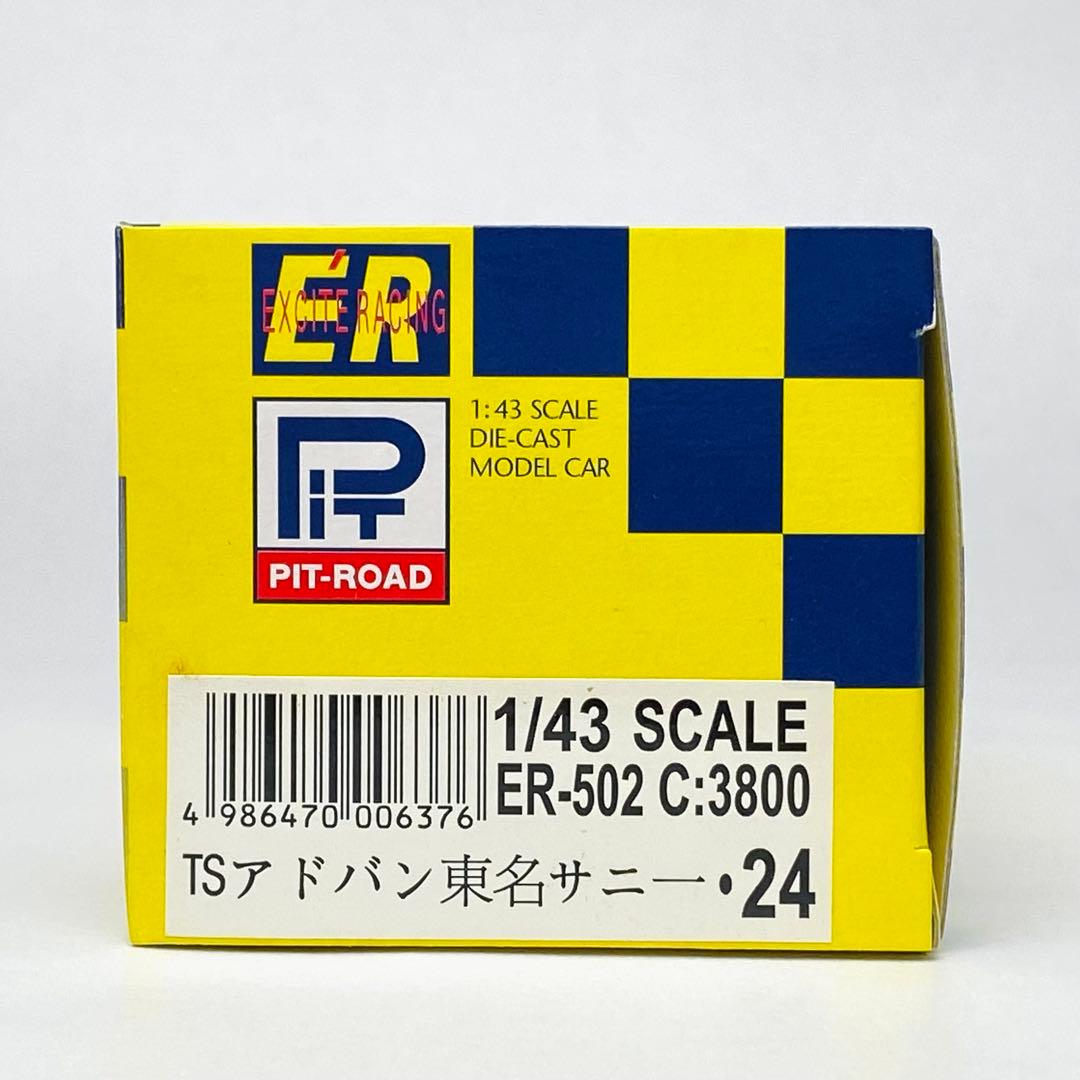 E'R
EXCITE RACING
PiT
PIT-ROAD
1:43 SCALE
DIE-CAST
MODEL CAR
1/43 SCALE
ER-502 C:3800
4 986470 006376
TSアドバン東名サニー・24